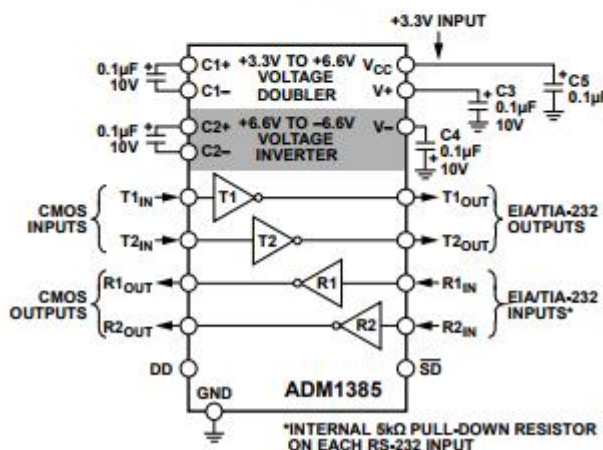 +3.3V INPUT
0.1µF
10V
C1+
C1–
+3.3V TO +6.6V
VOLTAGE
DOUBLER
VCC
V+
+
C3
0.1µF
10V
+
C5
0.1µ
0.1µF
10V
C2+
C2–
+6.6V TO –6.6V
VOLTAGE
INVERTER
V–
C4
0.1µF
10V
+
CMOS
INPUTS
T1IN
T2IN
T1
T2
T1OUT
T2OUT
EIA/TIA-232
OUTPUTS
CMOS
OUTPUTS
R1OUT
R2OUT
R1
R2
R1IN
R2IN
EIA/TIA-232
INPUTS*
DD
SD
GND
ADM1385
*INTERNAL 5kΩ PULL-DOWN RESISTOR
ON EACH RS-232 INPUT